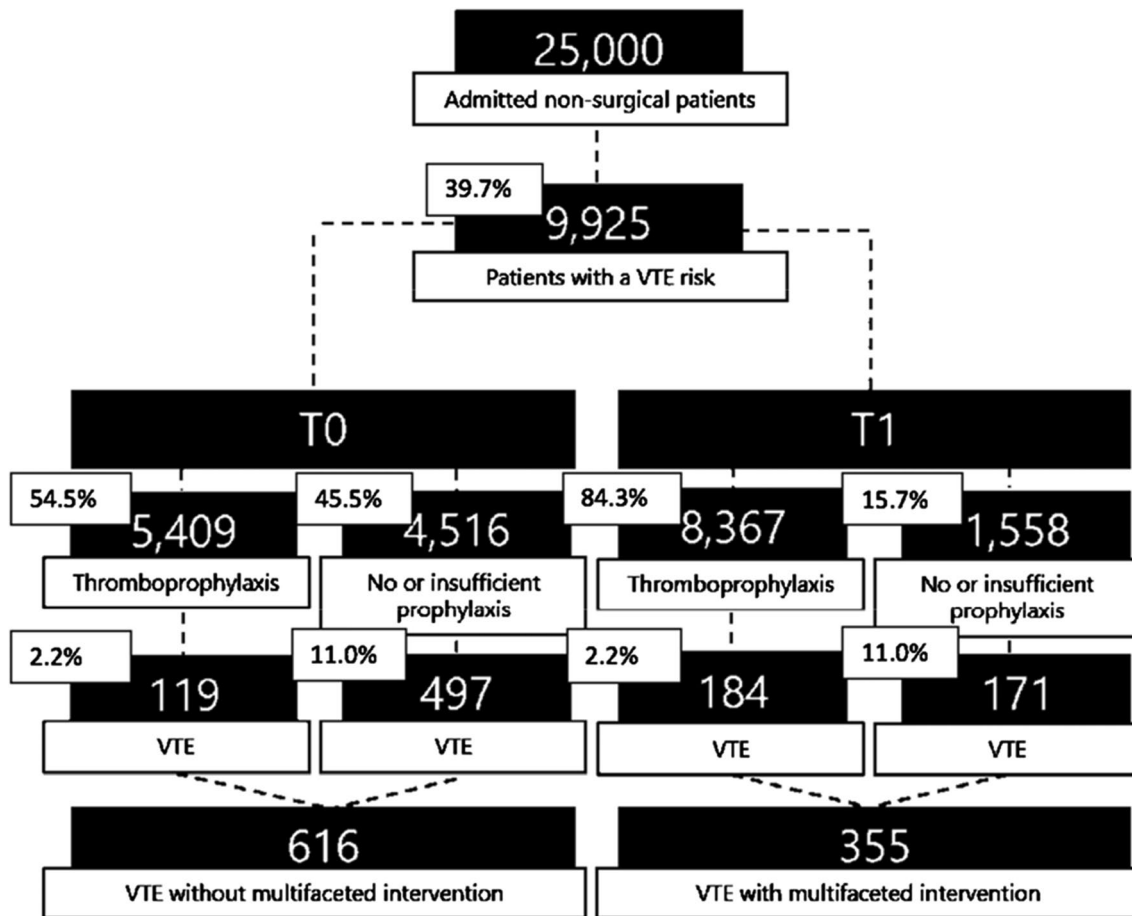 25,000
Admitted non-surgical patients
39.7%
9,925
Patients with a VTE risk
T0
T1
54.5%
45.5%
84.3%
15.7%
5,409
4,516
8,367
1,558
Thromboprophylaxis
No or insufficient
prophylaxis
Thromboprophylaxis
No or insufficient
prophylaxis
2.2%
11.0%
2.2%
11.0%
119
497
184
171
VTE
VTE
VTE
VTE
616
355
VTE without multifaceted intervention
VTE with multifaceted intervention